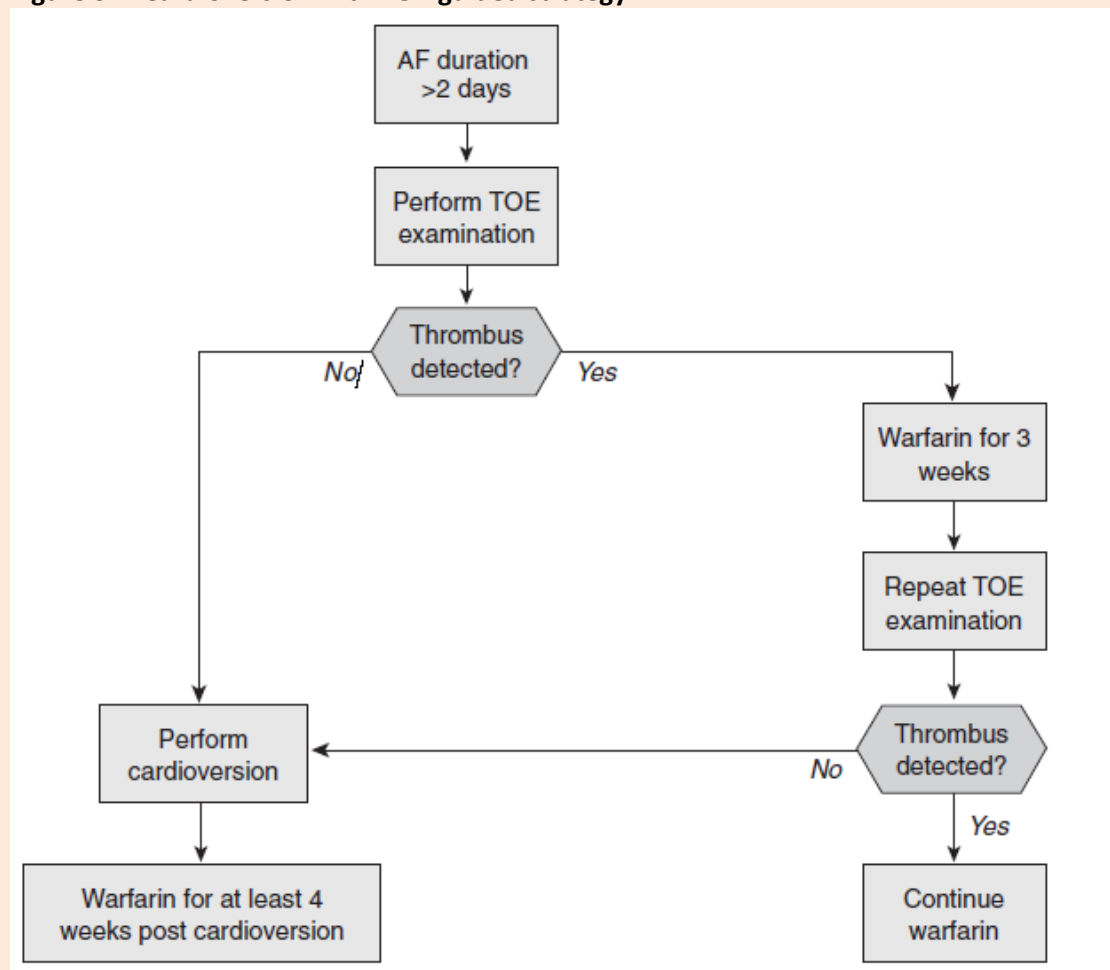 AF duration
>2 days
Perform TOE
examination
Thrombus
detected?
No
Yes
Warfarin for 3
weeks
Repeat TOE
examination
Thrombus
detected?
No
Yes
Perform
cardioversion
Warfarin for at least 4
weeks post cardioversion
Continue
warfarin